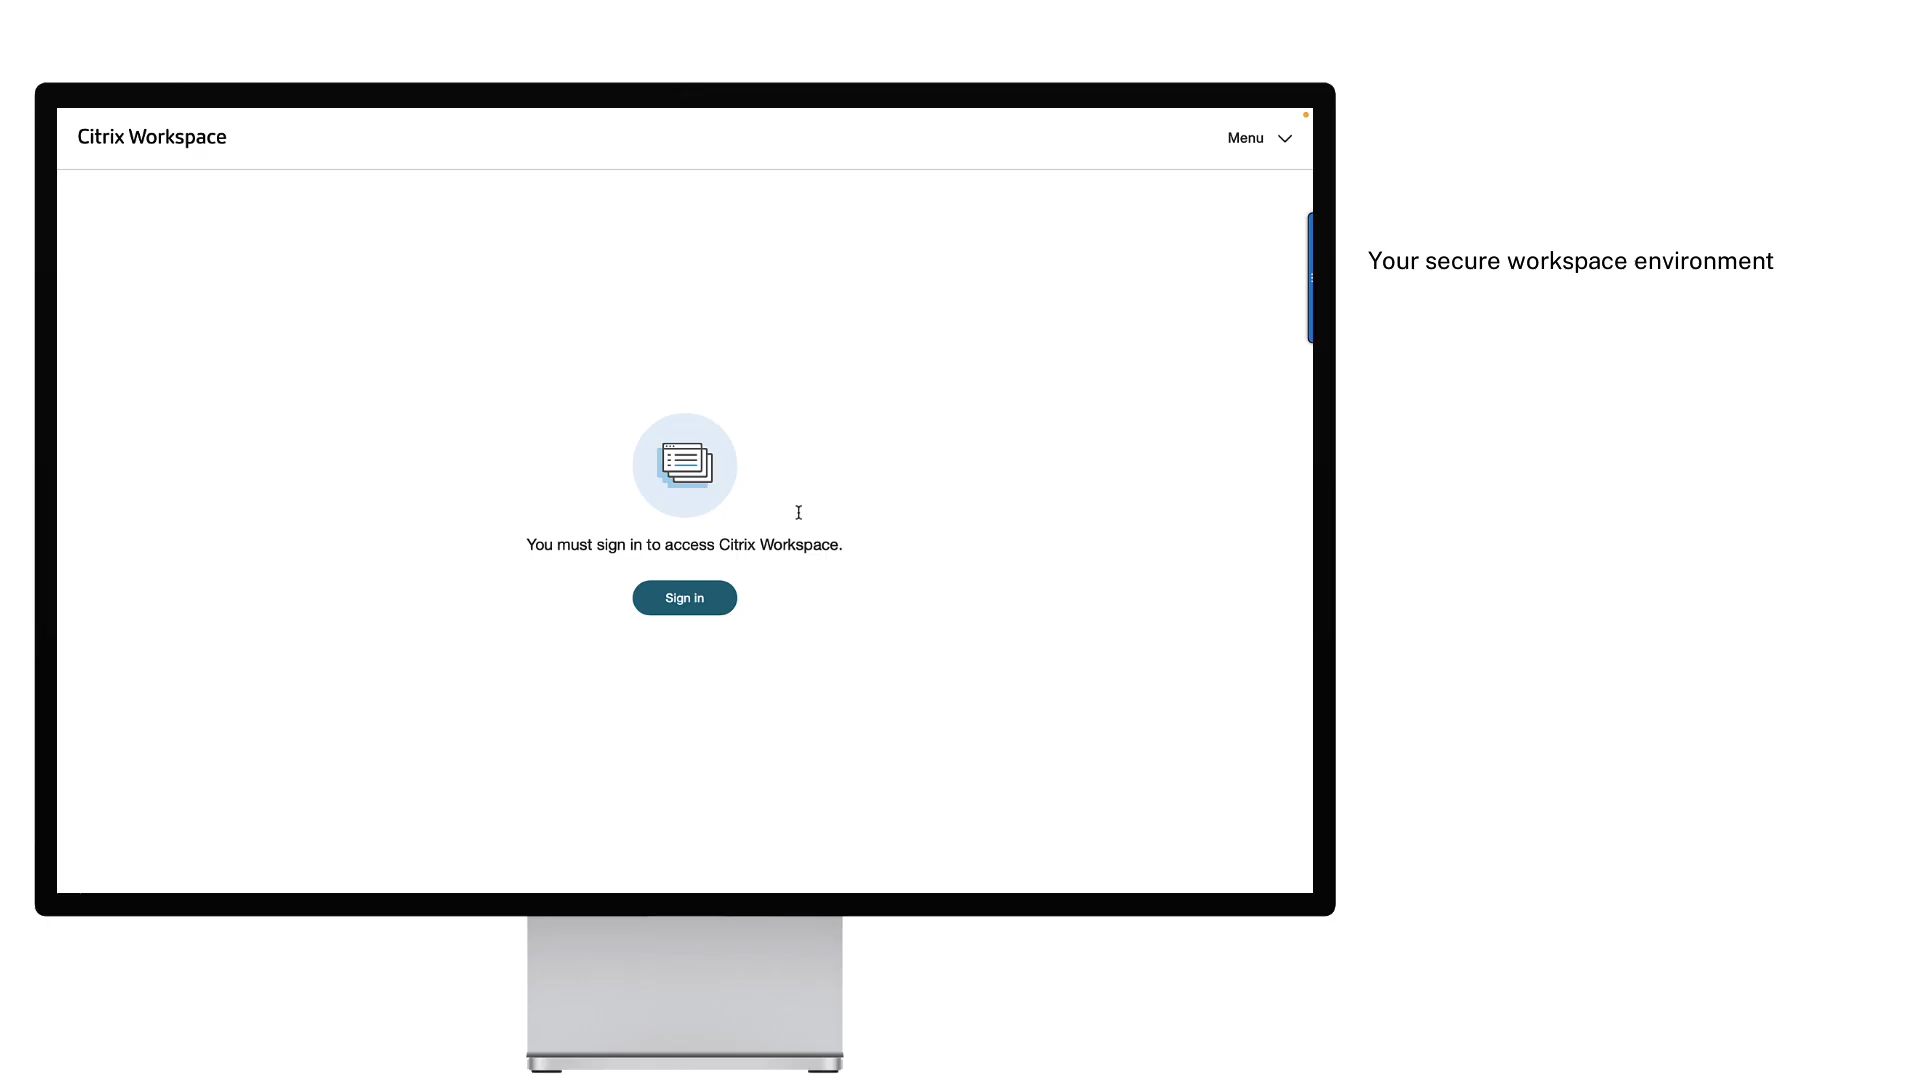 Citrix Workspace
Menu
Your secure workspace environment
You must sign in to access Citrix Workspace.
Sign in